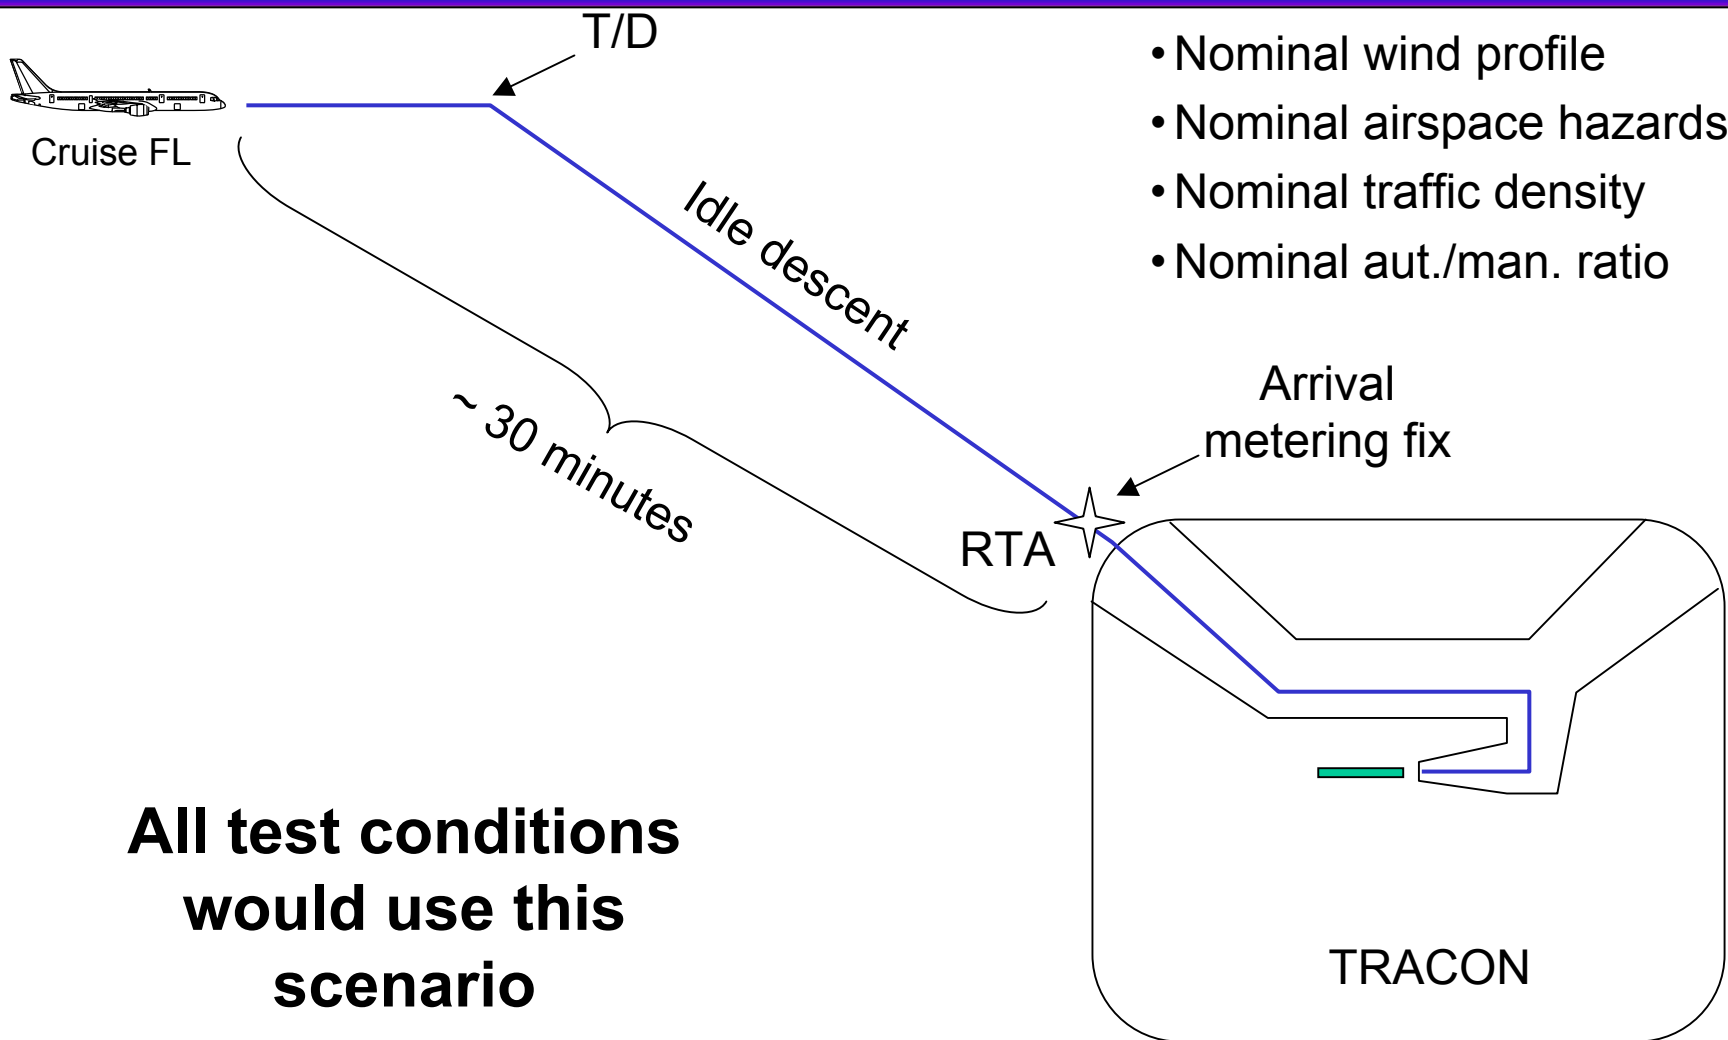 T/D
Cruise FL
Idle descent
~ 30 minutes
• Nominal wind profile
• Nominal airspace hazards
• Nominal traffic density
• Nominal aut./man. ratio
Arrival
metering fix
RTA
All test conditions
would use this
scenario
TRACON